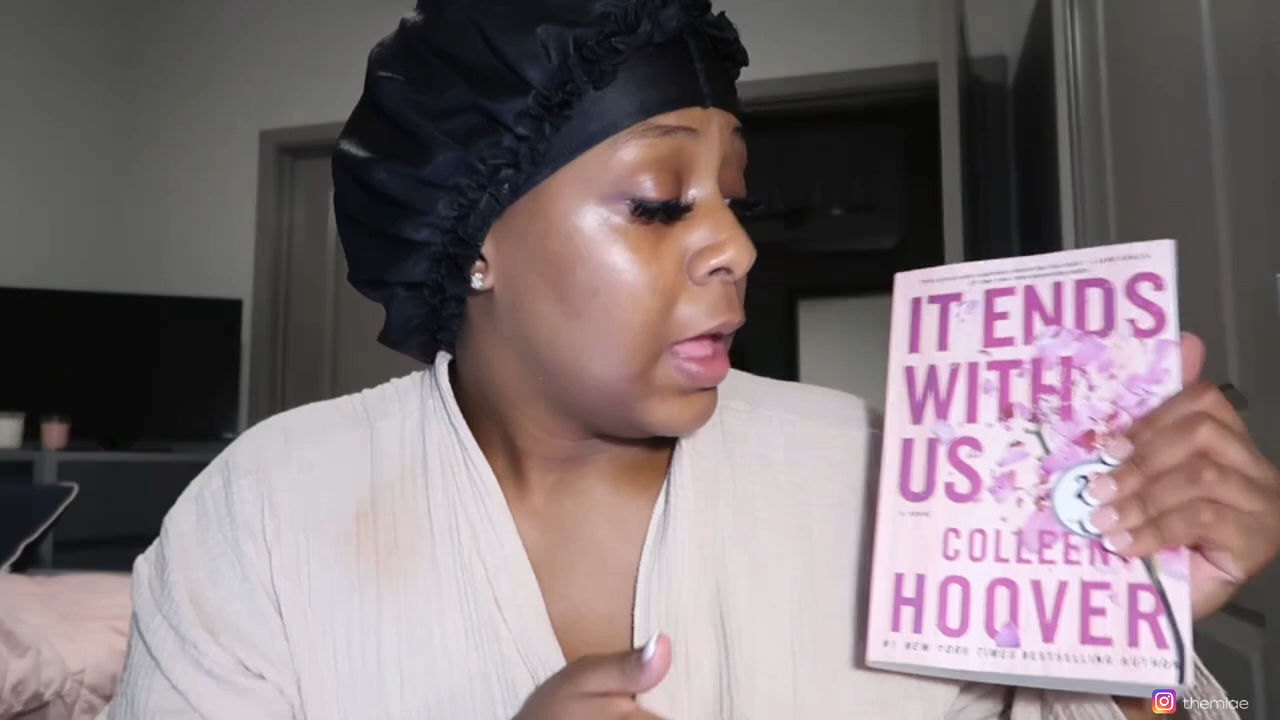 IT ENDS
WITH
US
COLLEEN
HOOVER
#1 NEW YORK TIMES BESTSELLING AUTHOR
themiae